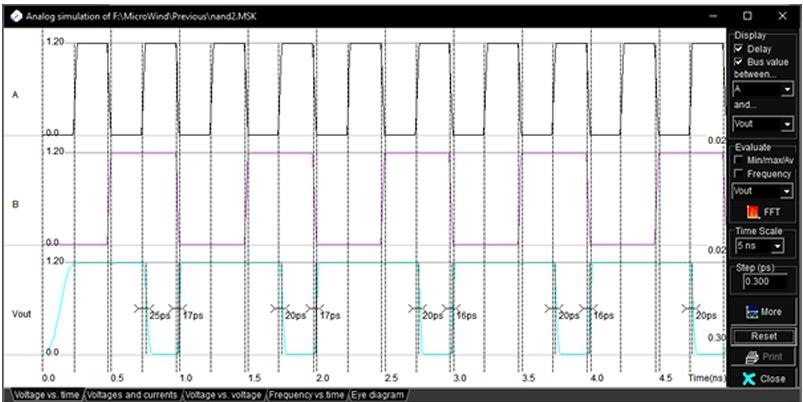 Analog simulation of F:\MicroWind\Previous\nand2.MSK
1.20
A
0.0
0.02
1.20
B
0.0
0.02
1.20
Vout
25ps 17ps 20ps 17ps 20ps 16ps 20ps 16ps 20ps
0.30
0.0
0.0 0.5 1.0 1.5 2.0 2.5 3.0 3.5 4.0 4.5 Time(ns)
Voltage vs. time Voltages and currents Voltage vs. voltage Frequency vs. time Eye diagram
Display
Delay
Bus value
between...
A
and...
Vout
Evaluate
Min/max/Av
Frequency
Vout
FFT
Time Scale
5 ns
Step (ps)
0.300
More
Reset
Print
Close